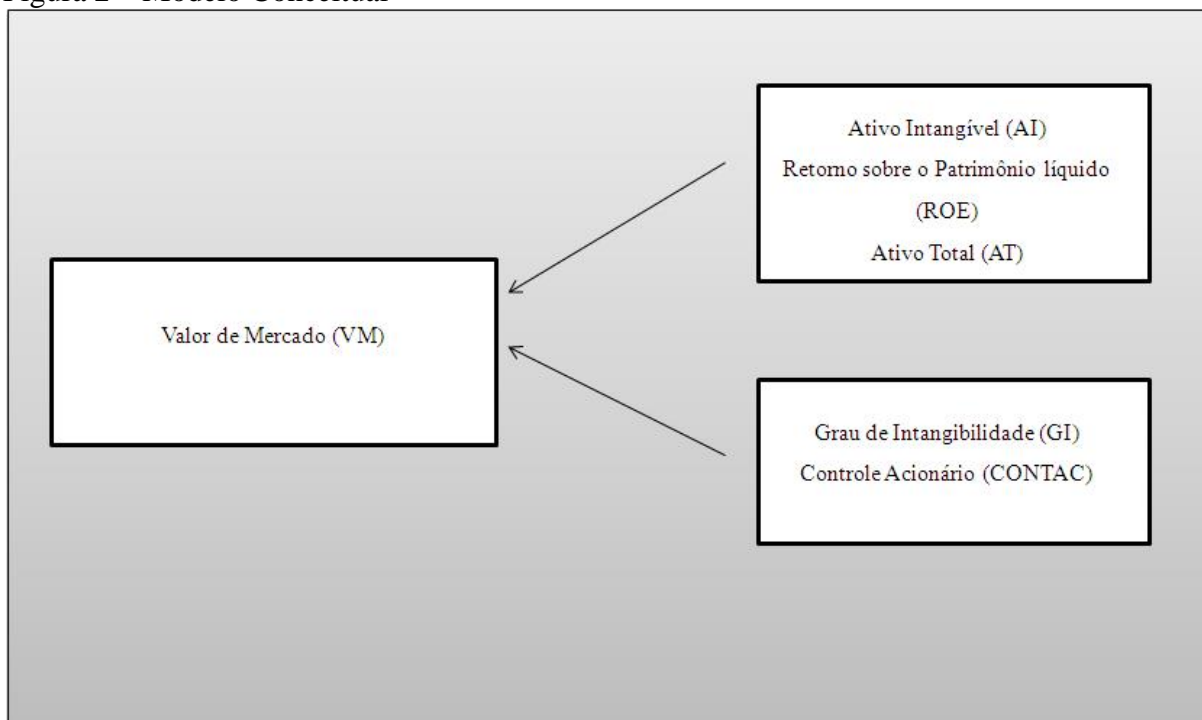 Figura 2 – Modelo Conceitual
Ativo Intangível (AI)
Retorno sobre o Patrimônio líquido
(ROE)
Ativo Total (AT)
Valor de Mercado (VM)
Grau de Intangibilidade (GI)
Controle Acionário (CONTAC)